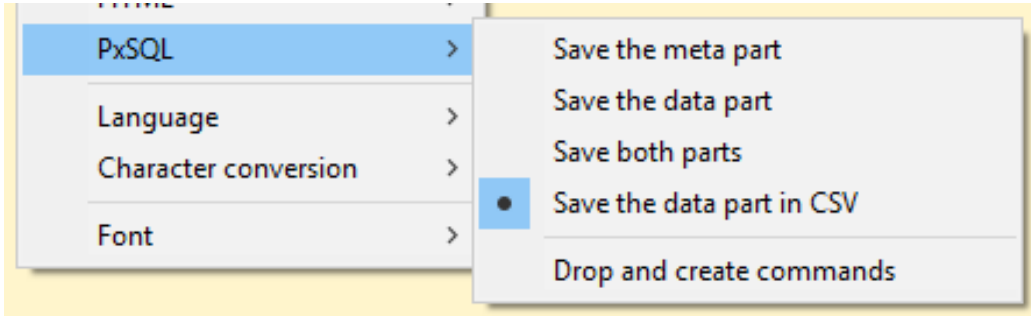 PxSQL
Language
Character conversion
Font
Save the meta part
Save the data part
Save both parts
Save the data part in CSV
Drop and create commands